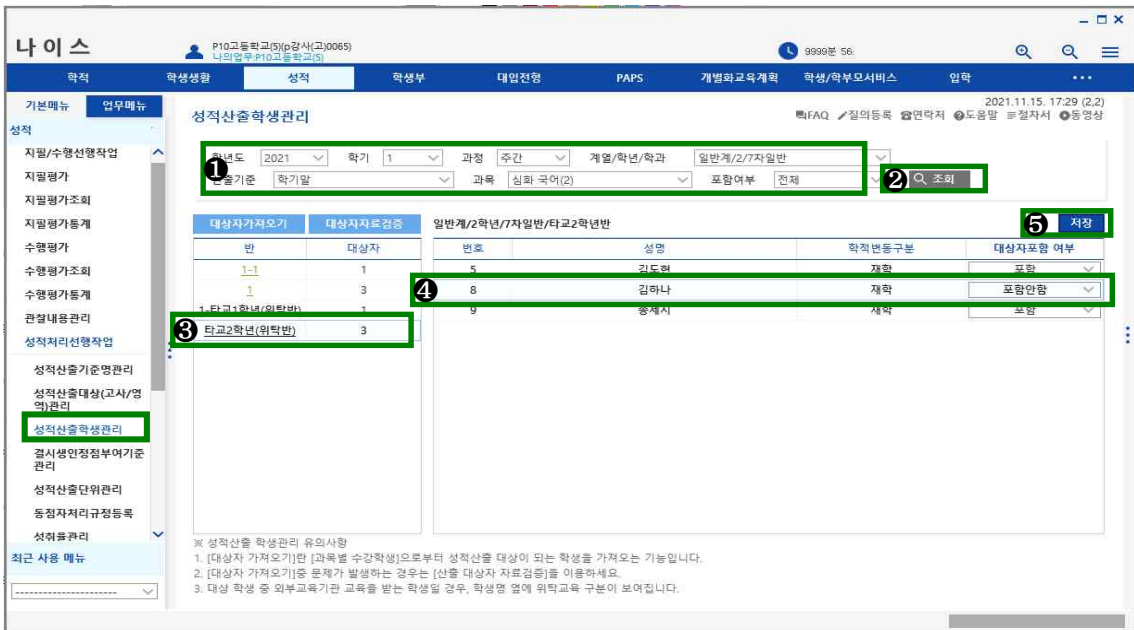 나이스
P10고등학교(5)(p강사(고)0065)
나의업무:P10고등학교(5)
9999분 56.
학적 학생생활 성적 학생부 대입전형 PAPS 개별화교육계획 학생/학부모서비스 입학 •••
기본메뉴 업무메뉴
성적
지필/수행선행작업
지필평가
지필평가조회
지필평가통계
수행평가
수행평가조회
수행평가통계
관찰내용관리
성적처리선행작업
성적산출기준명관리
성적산출대상(고사/영
역)관리
성적산출학생관리
결시생인정점부여기준
관리
성적산출단위관리
동점자처리규정등록
성취율관리
최근 사용 메뉴
----------------------
성적산출학생관리
2021.11.15. 17:29 (2,2)
FAQ 질의등록 연락처 도움말 절차서 동영상
❶
학년도 2021 학기 1 과정 주간 계열/학년/학과 일반계/2/7차일반
산출기준 학기말 과목 심화 국어(2) 포함여부 전체
❷ 조회
대상자가져오기 대상자자료검증 일반계/2학년/7차일반/타교2학년반 ❺ 저장
반 대상자 번호 성명 학적변동구분 대상자포함 여부
1-1 1 5 김도현 재학 포함
1 3 ❹ 8 김하나 재학 포함안함
1-타교1학년(위탁반) 1 9 송세지 재학 포함
❸ 타교2학년(위탁반) 3
※ 성적산출 학생관리 유의사항
1. [대상자 가져오기]란 [과목별 수강학생]으로부터 성적산출 대상이 되는 학생을 가져오는 기능입니다.
2. [대상자 가져오기]중 문제가 발생하는 경우는 [산출 대상자 자료검증]을 이용하세요.
3. 대상 학생 중 외부교육기관 교육을 받는 학생일 경우, 학생명 옆에 위탁교육 구분이 보여집니다.